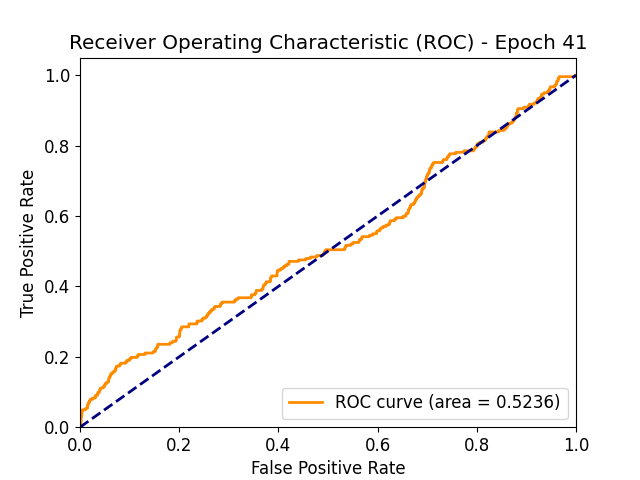 Receiver Operating Characteristic (ROC) - Epoch 41
1.0
0.8
0.6
0.4
0.2
0.0
True Positive Rate
ROC curve (area = 0.5236)
0.0 0.2 0.4 0.6 0.8 1.0
False Positive Rate